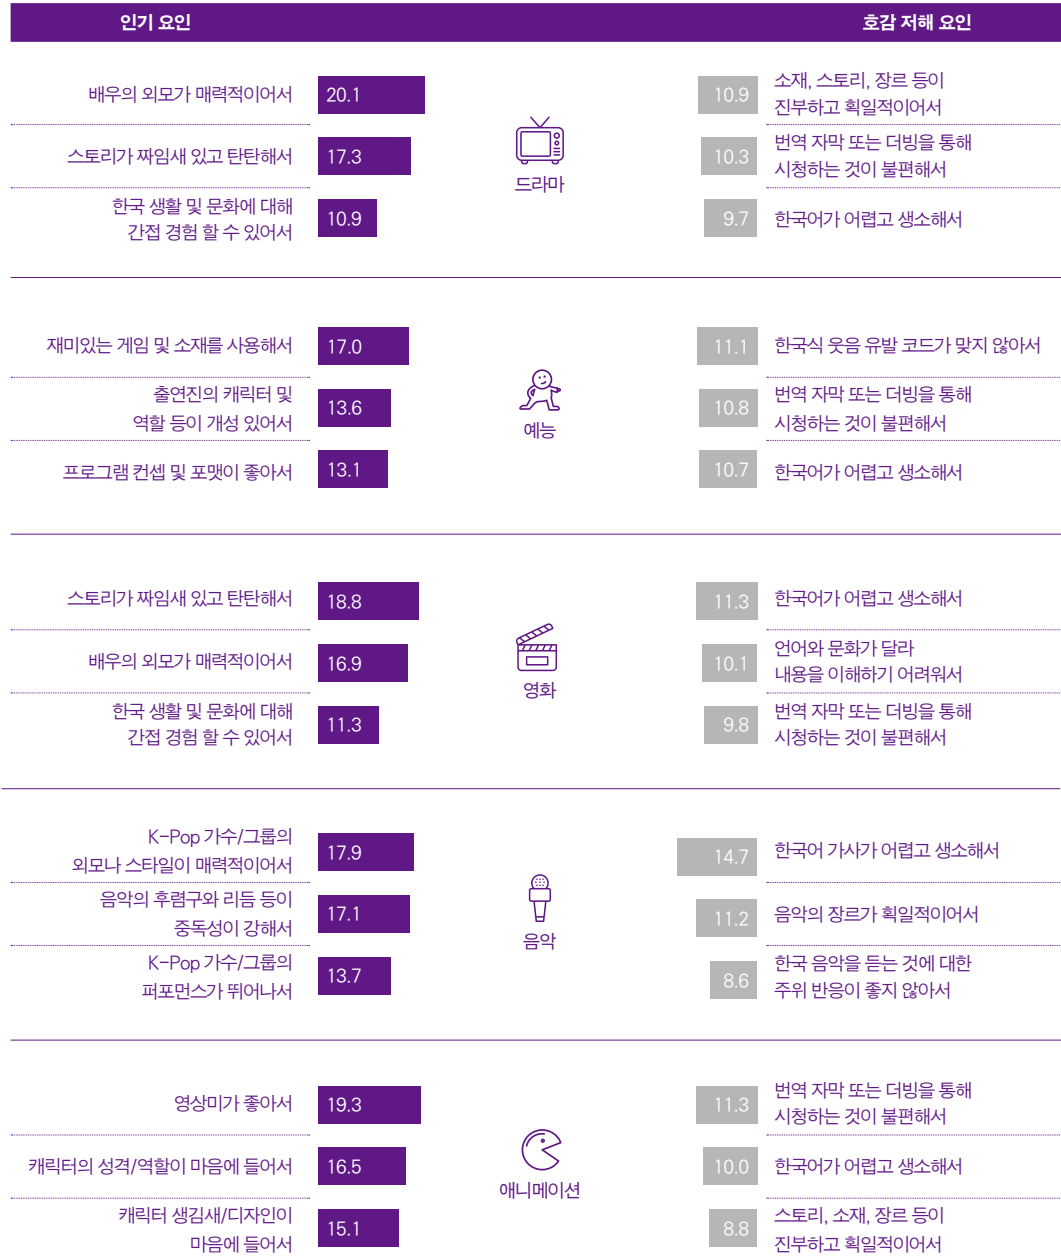 인기 요인
호감 저해 요인
배우의 외모가 매력적이어서
20.1
스토리가 짜임새 있고 탄탄해서
17.3
한국 생활 및 문화에 대해
간접 경험 할 수 있어서
10.9
드라마
10.9
소재, 스토리, 장르 등이
진부하고 획일적이어서
10.3
번역 자막 또는 더빙을 통해
시청하는 것이 불편해서
9.7
한국어가 어렵고 생소해서
재미있는 게임 및 소재를 사용해서
17.0
출연진의 캐릭터 및
역할 등이 개성 있어서
13.6
프로그램 컨셉 및 포맷이 좋아서
13.1
예능
11.1
한국식 웃음 유발 코드가 맞지 않아서
10.8
번역 자막 또는 더빙을 통해
시청하는 것이 불편해서
10.7
한국어가 어렵고 생소해서
스토리가 짜임새 있고 탄탄해서
18.8
배우의 외모가 매력적이어서
16.9
한국 생활 및 문화에 대해
간접 경험 할 수 있어서
11.3
영화
11.3
한국어가 어렵고 생소해서
10.1
언어와 문화가 달라
내용을 이해하기 어려워서
9.8
번역 자막 또는 더빙을 통해
시청하는 것이 불편해서
K-Pop 가수/그룹의
외모나 스타일이 매력적이어서
17.9
음악의 후렴구와 리듬 등이
중독성이 강해서
17.1
K-Pop 가수/그룹의
퍼포먼스가 뛰어나서
13.7
음악
14.7
한국어 가사가 어렵고 생소해서
11.2
음악의 장르가 획일적이어서
8.6
한국 음악을 듣는 것에 대한
주위 반응이 좋지 않아서
영상미가 좋아서
19.3
캐릭터의 성격/역할이 마음에 들어서
16.5
캐릭터 생김새/디자인이
마음에 들어서
15.1
애니메이션
11.3
번역 자막 또는 더빙을 통해
시청하는 것이 불편해서
10.0
한국어가 어렵고 생소해서
8.8
스토리, 소재, 장르 등이
진부하고 획일적이어서